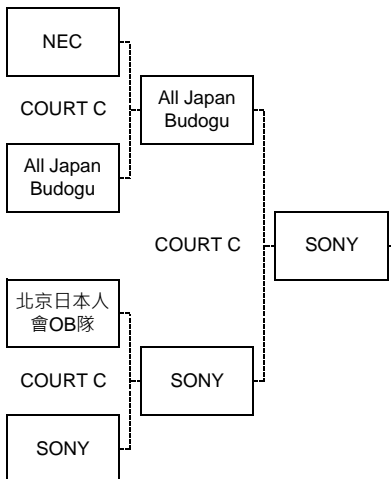 NEC
COURT C
All Japan
Budogu
All Japan
Budogu
COURT C
SONY
北京日本人
會OB隊
COURT C
SONY
SONY